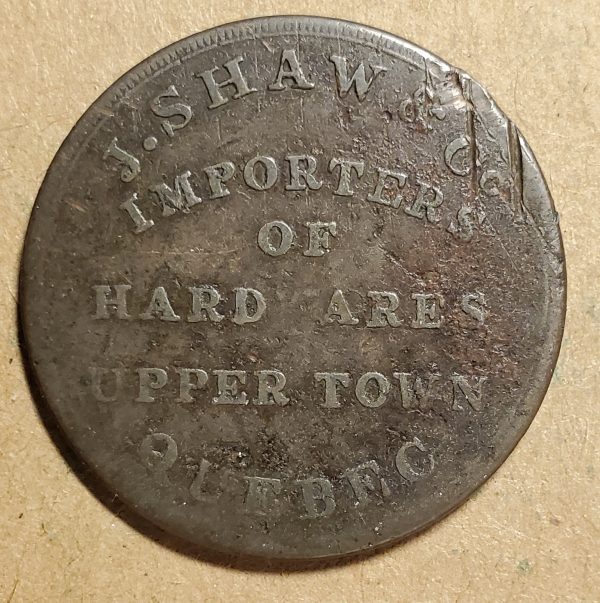 J. SHAW & Co
IMPORTERS
OF
HARD ARES
UPPER TOWN
QUEBEC